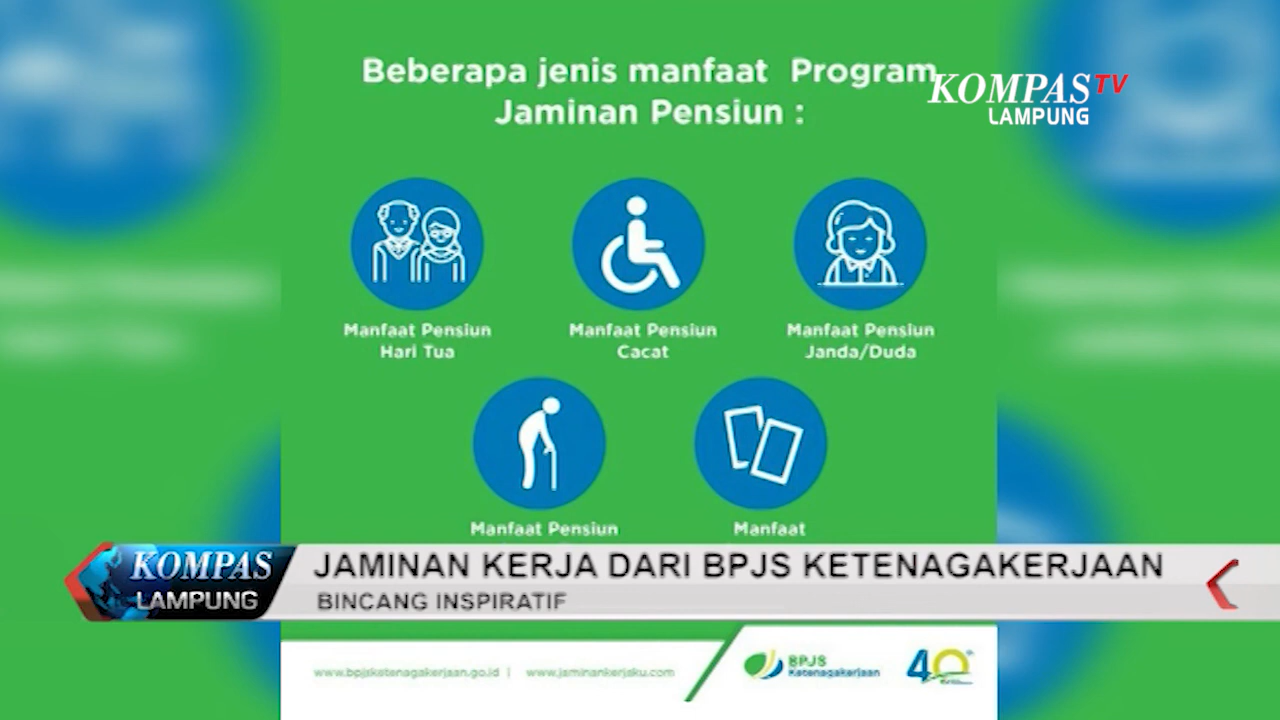 Beberapa jenis manfaat Program
Jaminan Pensiun :
KOMPAS TV
LAMPUNG
Manfaat Pensiun
Hari Tua
Manfaat Pensiun
Cacat
Manfaat Pensiun
Janda/Duda
Manfaat Pensiun
Manfaat
KOMPAS
LAMPUNG
JAMINAN KERJA DARI BPJS KETENAGAKERJAAN
BINCANG INSPIRATIF
www.bpjsketenagakerjaan.go.id | www.jaminankerjaku.com
BPJS
Ketenagakerjaan
40